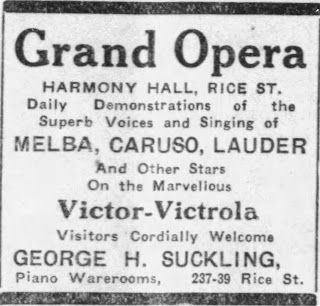 Grand Opera
HARMONY HALL, RICE ST.
Daily Demonstrations of the
Superb Voices and Singing of
MELBA, CARUSO, LAUDER
And Other Stars
On the Marvellous
Victor-Victrola
Visitors Cordially Welcome
GEORGE H. SUCKLING,
Piano Warerooms, 237-39 Rice St.